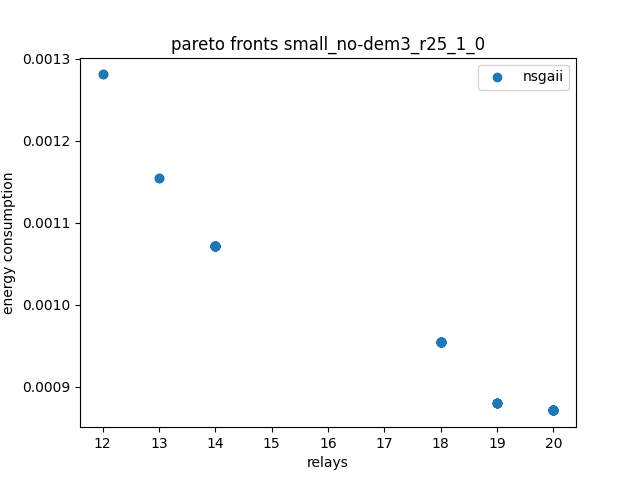 pareto fronts small_no-dem3_r25_1_0
nsgaii
0.0013
0.0012
0.0011
0.0010
0.0009
energy consumption
12 13 14 15 16 17 18 19 20
relays